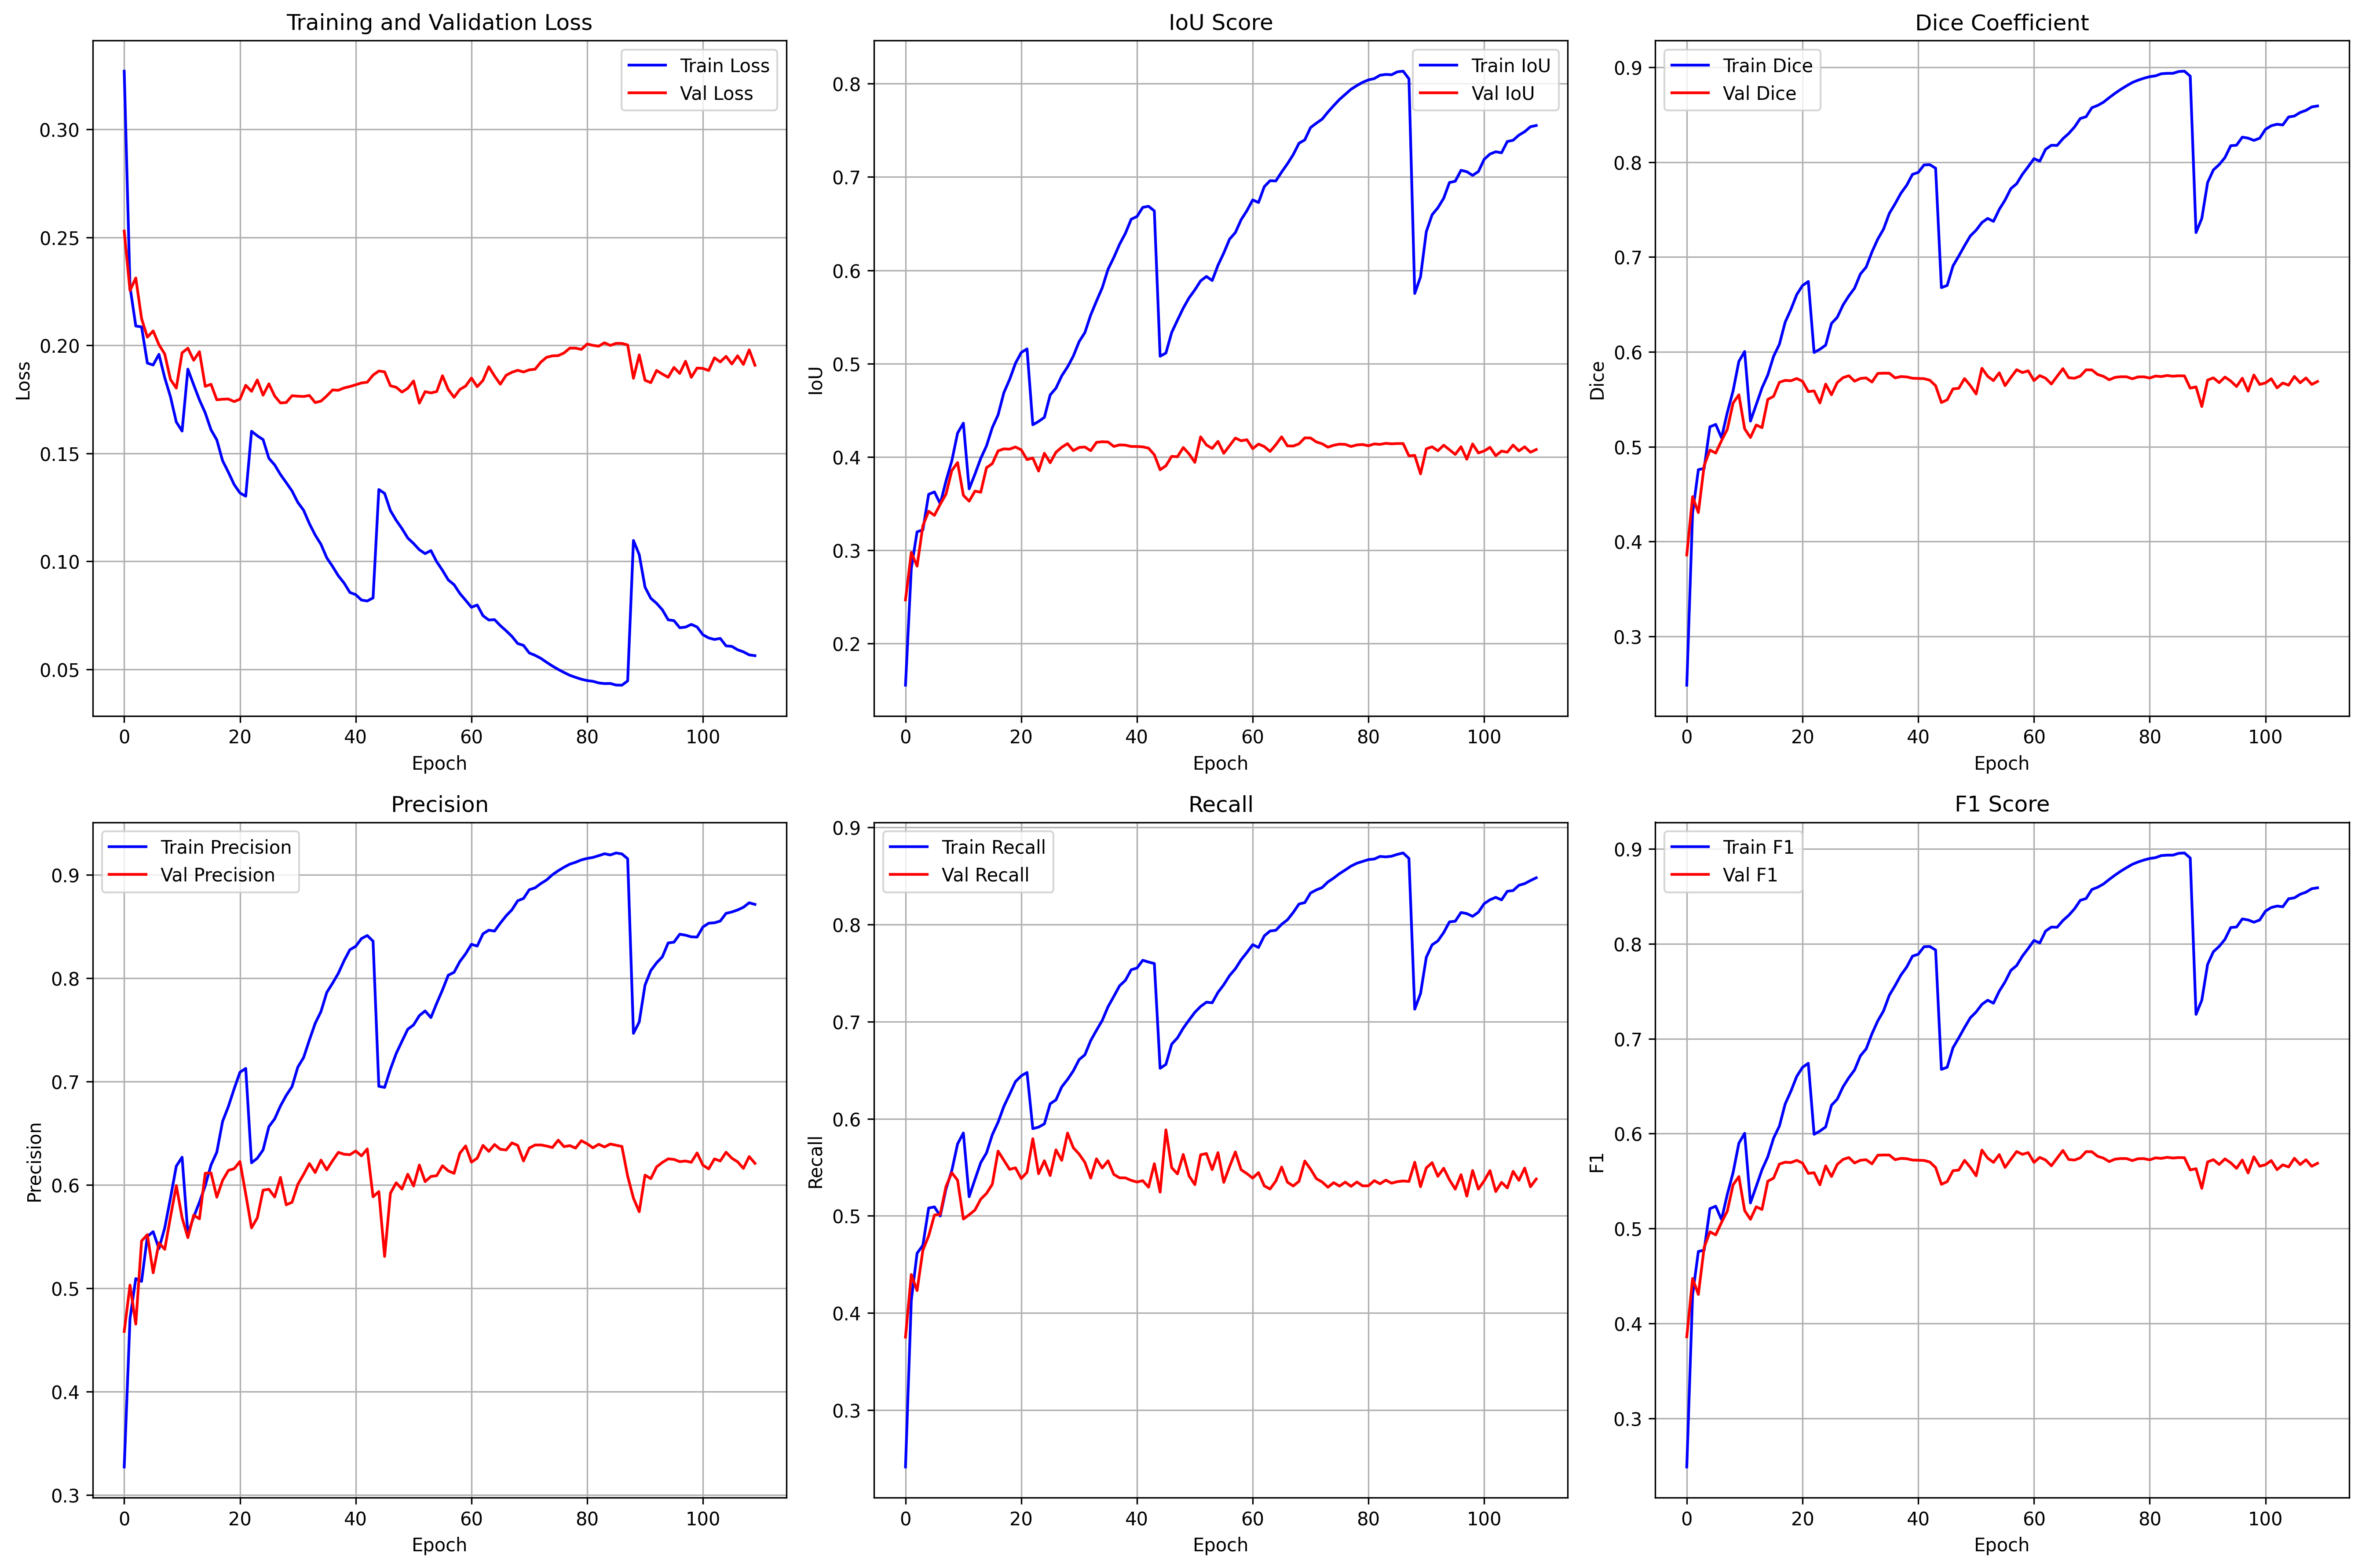 Training and Validation Loss
Train Loss
Val Loss
0.30
0.25
0.20
0.15
0.10
0.05
Loss
0 20 40 60 80 100
Epoch
IoU Score
Train IoU
Val IoU
0.8
0.7
0.6
0.5
0.4
0.3
0.2
IoU
0 20 40 60 80 100
Epoch
Dice Coefficient
Train Dice
Val Dice
0.9
0.8
0.7
0.6
0.5
0.4
0.3
Dice
0 20 40 60 80 100
Epoch
Precision
Train Precision
Val Precision
0.9
0.8
0.7
0.6
0.5
0.4
0.3
Precision
0 20 40 60 80 100
Epoch
Recall
Train Recall
Val Recall
0.9
0.8
0.7
0.6
0.5
0.4
0.3
Recall
0 20 40 60 80 100
Epoch
F1 Score
Train F1
Val F1
0.9
0.8
0.7
0.6
0.5
0.4
0.3
F1
0 20 40 60 80 100
Epoch